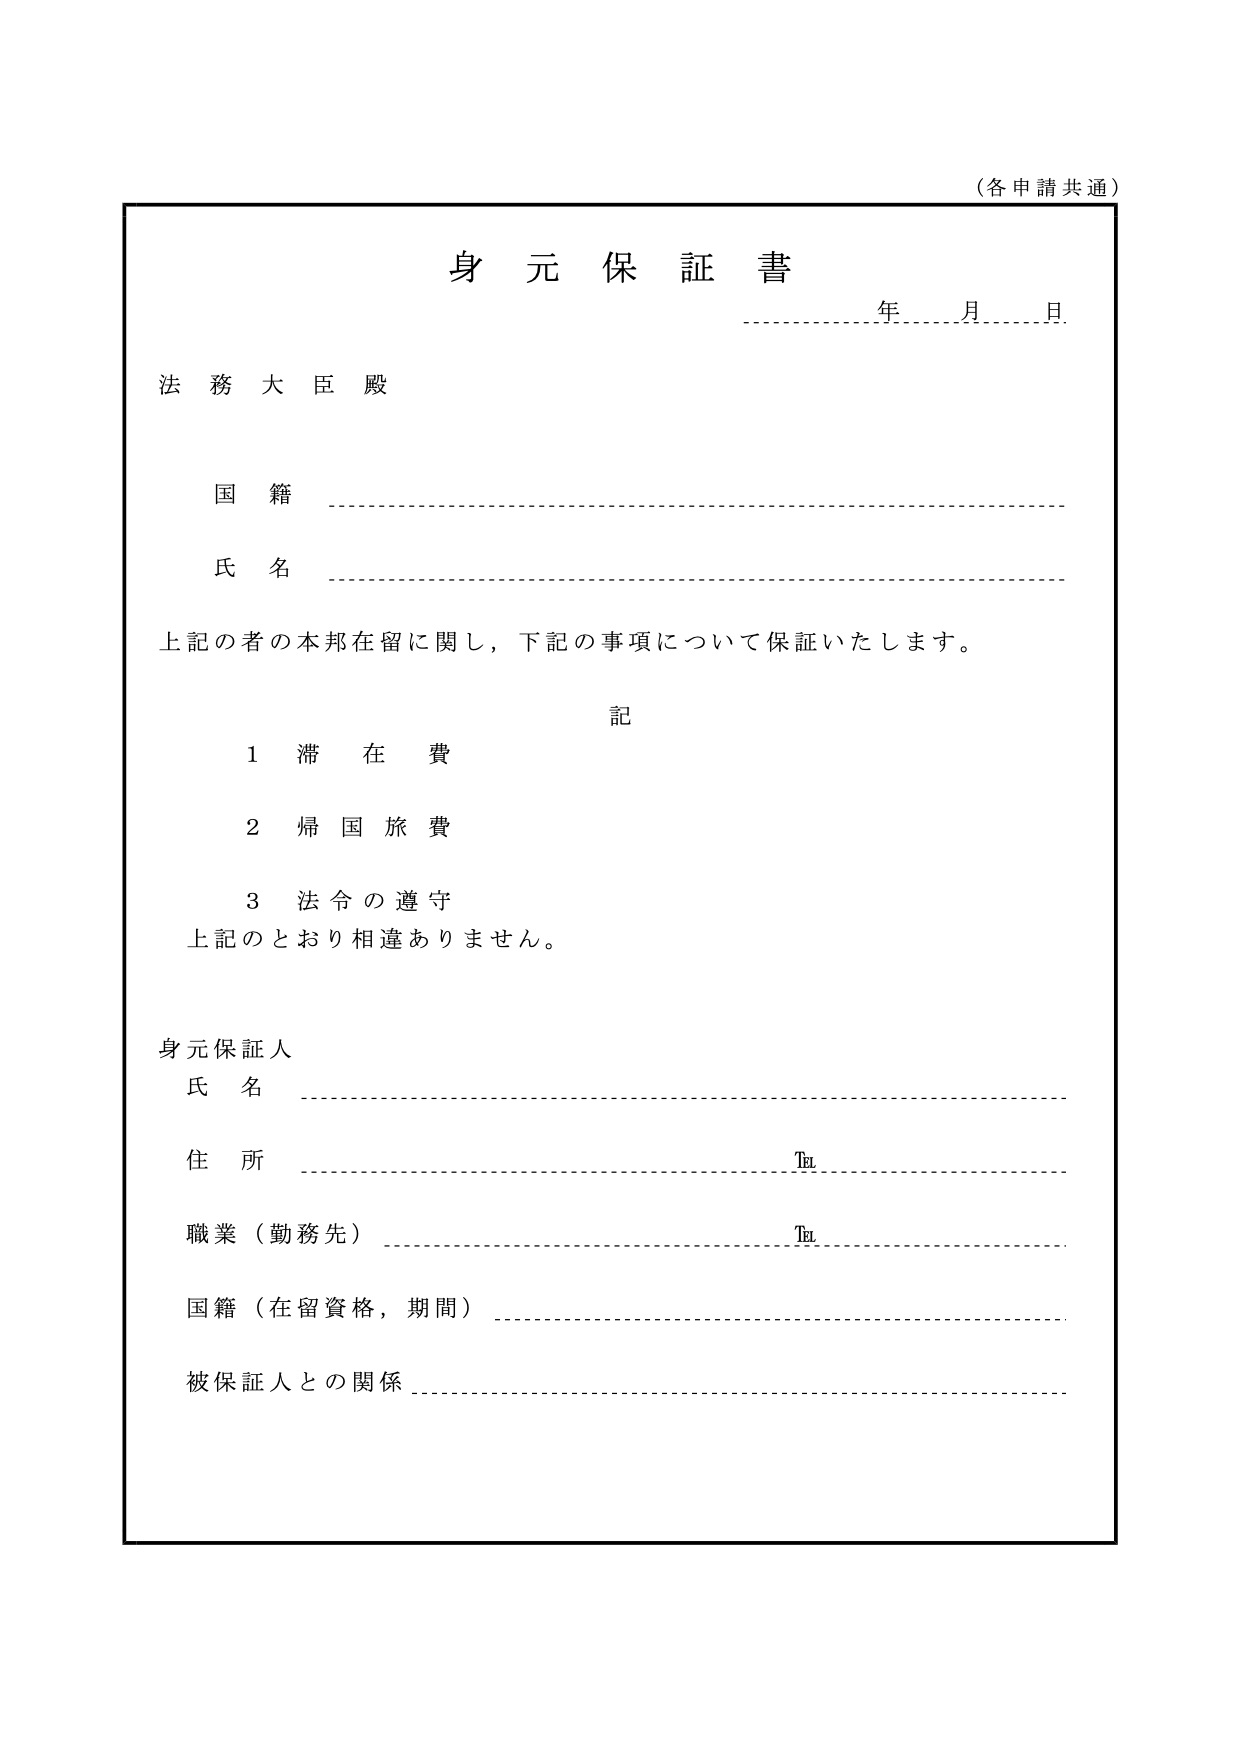 （各申請共通）
身　元　保　証　書
年　　月　　日
法　務　大　臣　殿
国　籍
氏　名
上記の者の本邦在留に関し，下記の事項について保証いたします。
記
１　滞　在　費
２　帰　国　旅　費
３　法令の遵守
上記のとおり相違ありません。
身元保証人
氏　名
住　所　　℡
職業（勤務先）　　℡
国籍（在留資格，期間）
被保証人との関係